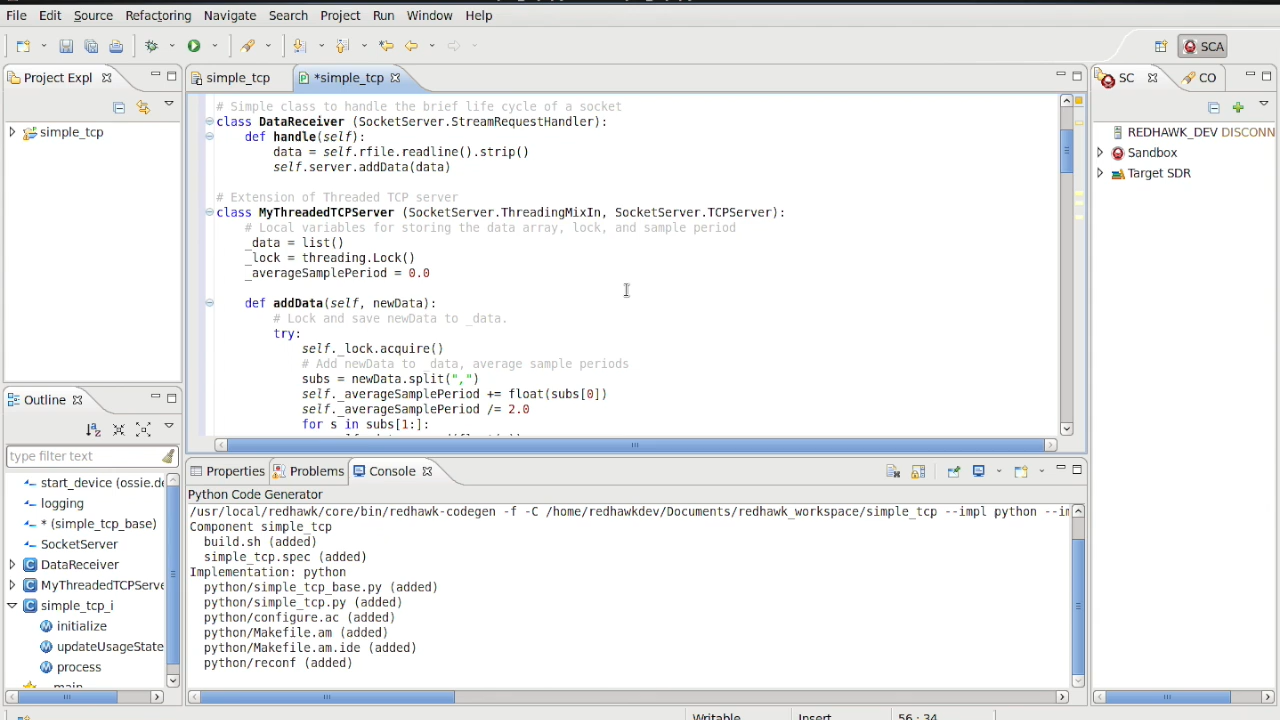 File Edit Source Refactoring Navigate Search Project Run Window Help
SCA
Project Expl
simple_tcp
*simple_tcp
SC
CO
simple_tcp
# Simple class to handle the brief life cycle of a socket
class DataReceiver (SocketServer.StreamRequestHandler):
def handle(self):
data = self.rfile.readline().strip()
self.server.addData(data)
# Extension of Threaded TCP server
class MyThreadedTCPServer (SocketServer.ThreadingMixIn, SocketServer.TCPServer):
# Local variables for storing the data array, lock, and sample period
_data = list()
_lock = threading.Lock()
_averageSamplePeriod = 0.0
def addData(self, newData):
# Lock and save newData to _data.
try:
self._lock.acquire()
# Add newData to _data, average sample periods
subs = newData.split(",")
self._averageSamplePeriod += float(subs[0])
self._averageSamplePeriod /= 2.0
for s in subs[1:]:
REDHAWK_DEV DISCONN
Sandbox
Target SDR
Outline
type filter text
start_device (ossie.de
logging
* (simple_tcp_base)
SocketServer
DataReceiver
MyThreadedTCPServe
simple_tcp_i
initialize
updateUsageState
process
main
Properties
Problems
Console
Python Code Generator
/usr/local/redhawk/core/bin/redhawk-codegen -f -C /home/redhawkdev/Documents/redhawk_workspace/simple_tcp --impl python --im
Component simple_tcp
build.sh (added)
simple_tcp.spec (added)
Implementation: python
python/simple_tcp_base.py (added)
python/simple_tcp.py (added)
python/configure.ac (added)
python/Makefile.am (added)
python/Makefile.am.ide (added)
python/reconf (added)
Writable
Insert
56 : 34